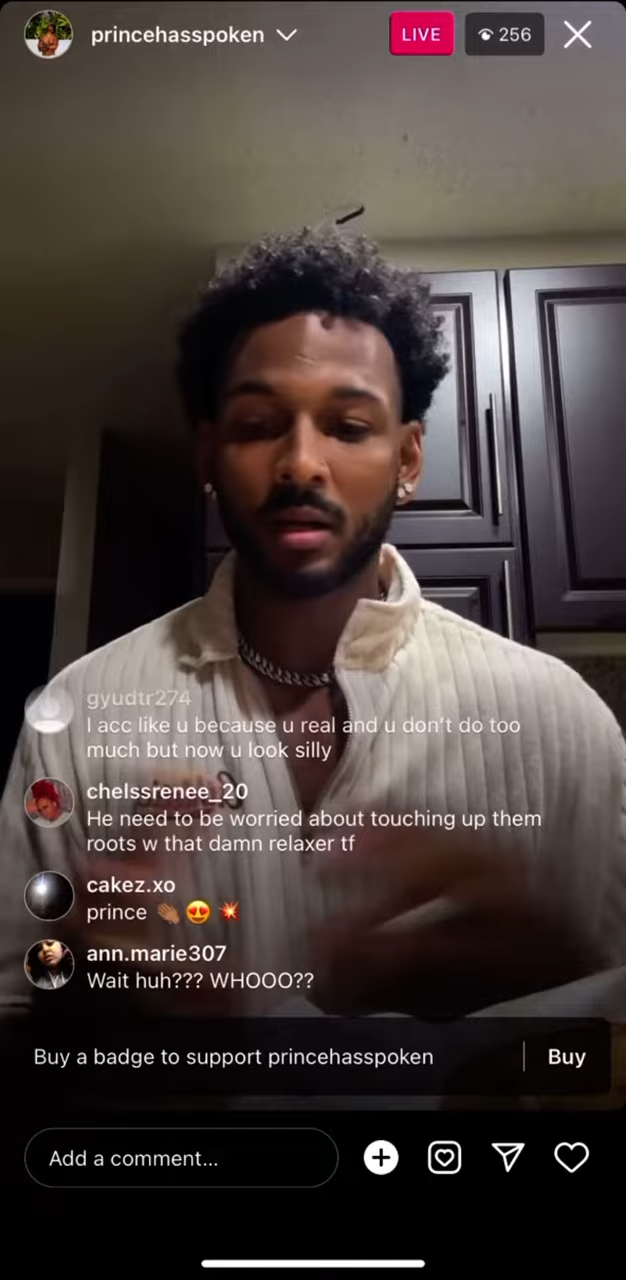 princehasspoken
LIVE
256
gyudtr274
I acc like u because u real and u don't do too
much but now u look silly
chelssrenee_20
He need to be worried about touching up them
roots w that damn relaxer tf
cakez.xo
prince 👏🏽 😍 💥
ann.marie307
Wait huh??? WHOOO??
Buy a badge to support princehasspoken
Buy
Add a comment...